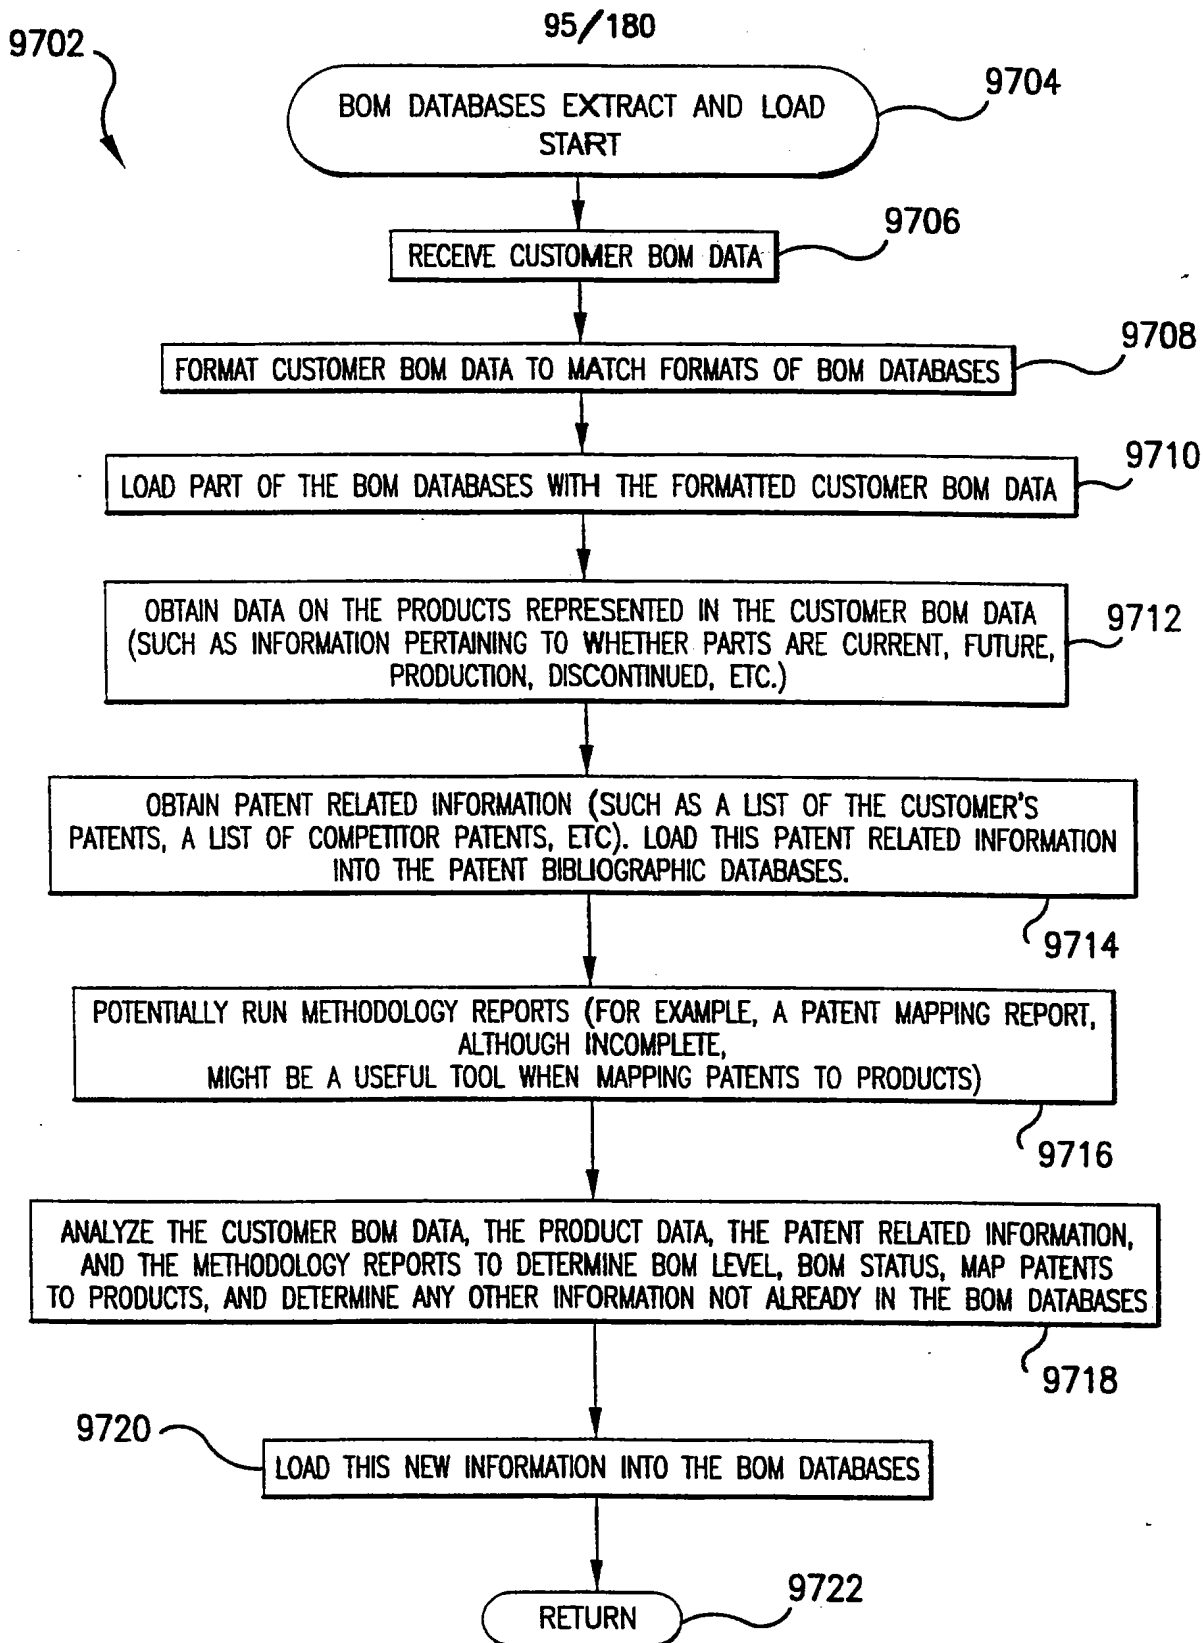 95/180
9702
BOM DATABASES EXTRACT AND LOAD
START
9704
RECEIVE CUSTOMER BOM DATA
9706
FORMAT CUSTOMER BOM DATA TO MATCH FORMATS OF BOM DATABASES
9708
LOAD PART OF THE BOM DATABASES WITH THE FORMATTED CUSTOMER BOM DATA
9710
OBTAIN DATA ON THE PRODUCTS REPRESENTED IN THE CUSTOMER BOM DATA
(SUCH AS INFORMATION PERTAINING TO WHETHER PARTS ARE CURRENT, FUTURE,
PRODUCTION, DISCONTINUED, ETC.)
9712
OBTAIN PATENT RELATED INFORMATION (SUCH AS A LIST OF THE CUSTOMER'S
PATENTS, A LIST OF COMPETITOR PATENTS, ETC). LOAD THIS PATENT RELATED INFORMATION
INTO THE PATENT BIBLIOGRAPHIC DATABASES.
9714
POTENTIALLY RUN METHODOLOGY REPORTS (FOR EXAMPLE, A PATENT MAPPING REPORT,
ALTHOUGH INCOMPLETE,
MIGHT BE A USEFUL TOOL WHEN MAPPING PATENTS TO PRODUCTS)
9716
ANALYZE THE CUSTOMER BOM DATA, THE PRODUCT DATA, THE PATENT RELATED INFORMATION,
AND THE METHODOLOGY REPORTS TO DETERMINE BOM LEVEL, BOM STATUS, MAP PATENTS
TO PRODUCTS, AND DETERMINE ANY OTHER INFORMATION NOT ALREADY IN THE BOM DATABASES
9718
9720
LOAD THIS NEW INFORMATION INTO THE BOM DATABASES
RETURN
9722